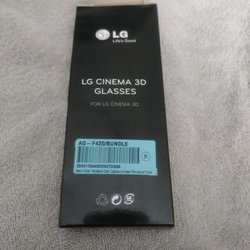 LG
Life's Good
LG CINEMA 3D
GLASSES
FOR LG CINEMA 3D
AG-F420/BUNDLE
R